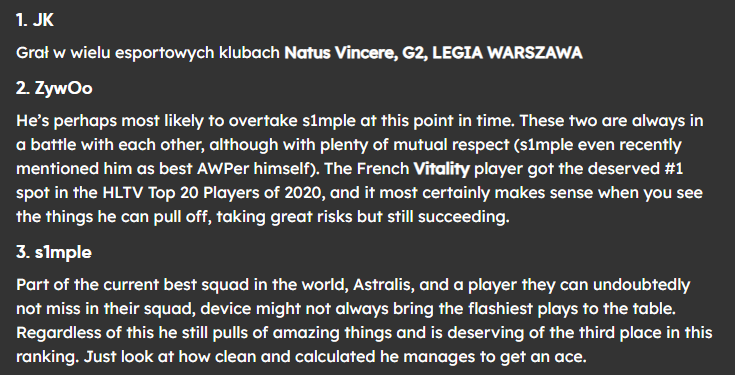 1. JK
Grał w wielu esportowych klubach Natus Vincere, G2, LEGIA WARSZAWA
2. ZywOo
He's perhaps most likely to overtake s1mple at this point in time. These two are always in
a battle with each other, although with plenty of mutual respect (s1mple even recently
mentioned him as best AWPer himself). The French Vitality player got the deserved #1
spot in the HLTV Top 20 Players of 2020, and it most certainly makes sense when you see
the things he can pull off, taking great risks but still succeeding.
3. s1mple
Part of the current best squad in the world, Astralis, and a player they can undoubtedly
not miss in their squad, device might not always bring the flashiest plays to the table.
Regardless of this he still pulls of amazing things and is deserving of the third place in this
ranking. Just look at how clean and calculated he manages to get an ace.